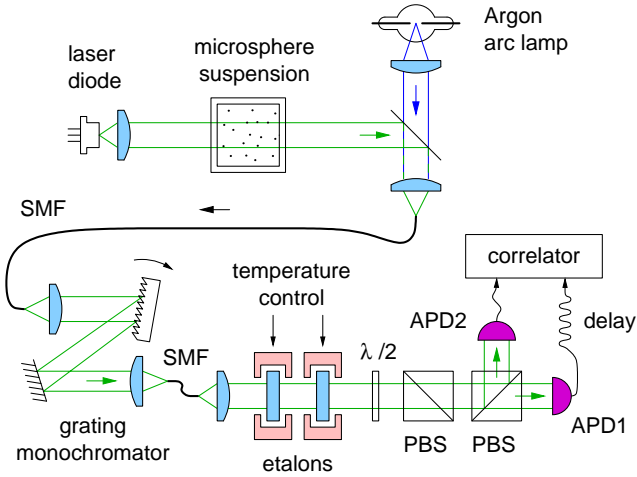 Argon
arc lamp
laser
diode
microsphere
suspension
SMF
temperature
control
correlator
APD2
delay
SMF
λ /2
grating
monochromator
etalons
PBS
PBS
APD1